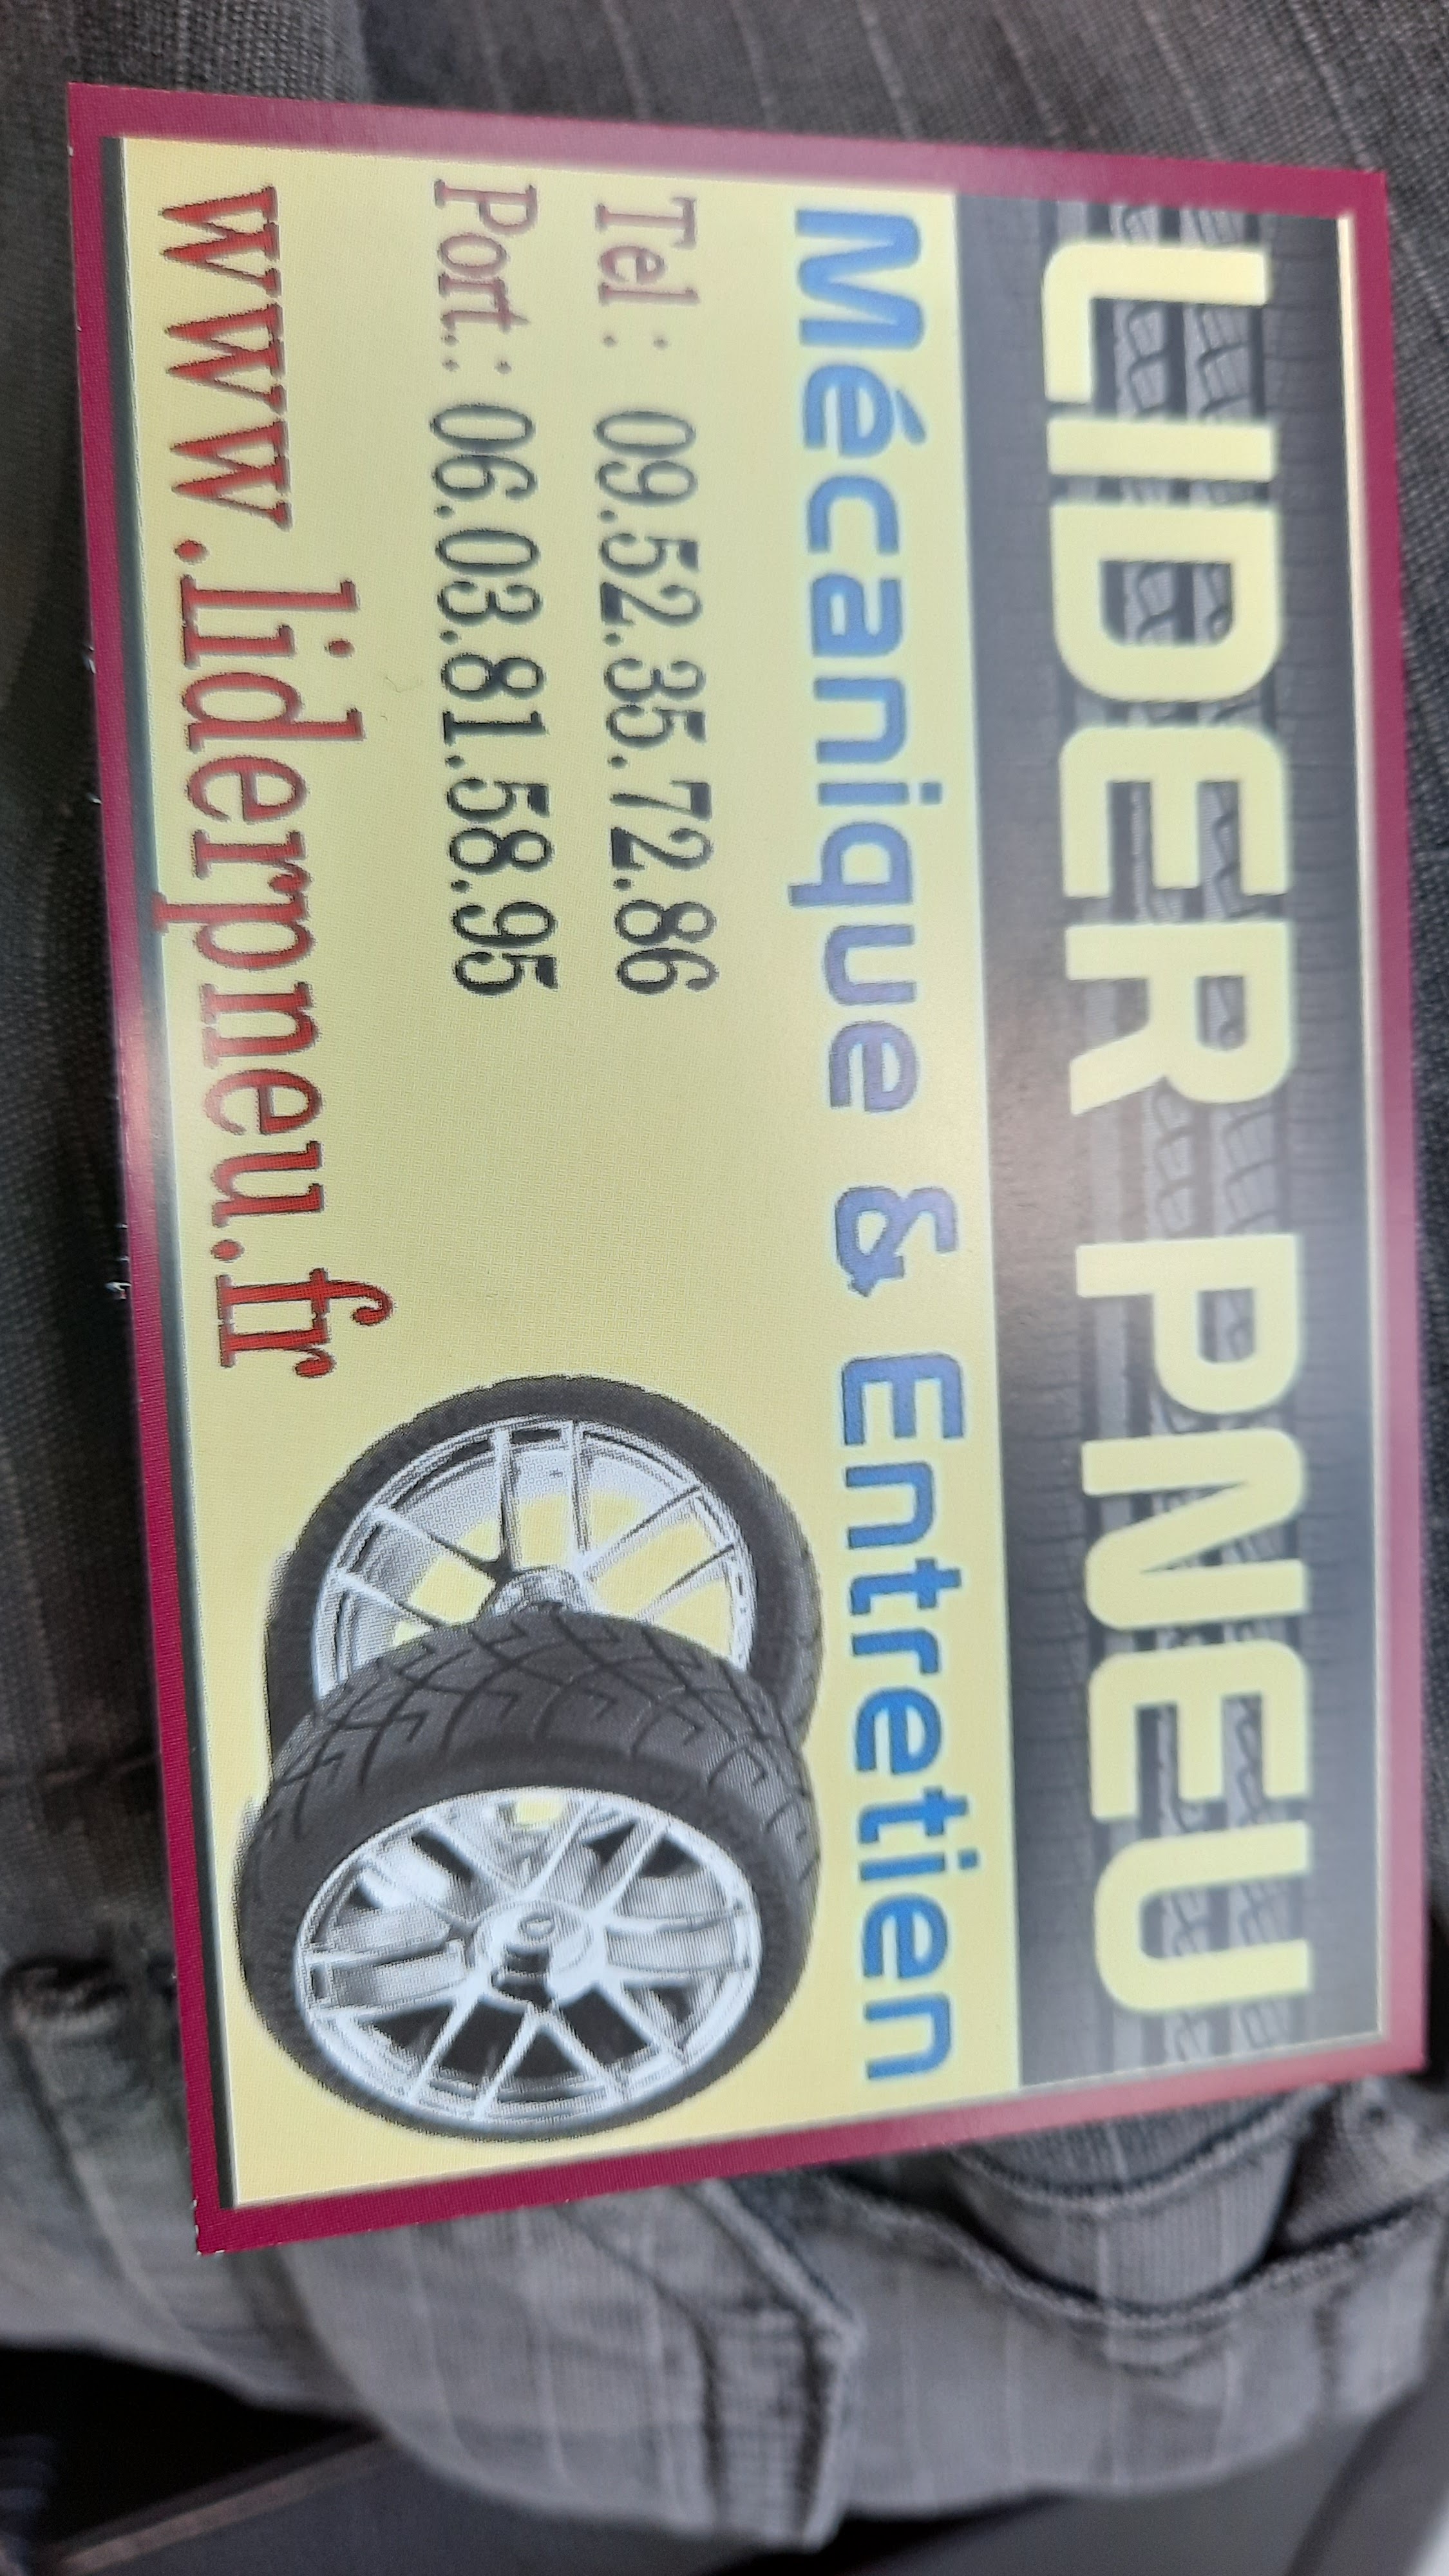 LIDER PNEU
Mécanique & Entretien
Tel : 09.52.35.72.86
Port.: 06.03.81.58.95
www.liderpneu.fr